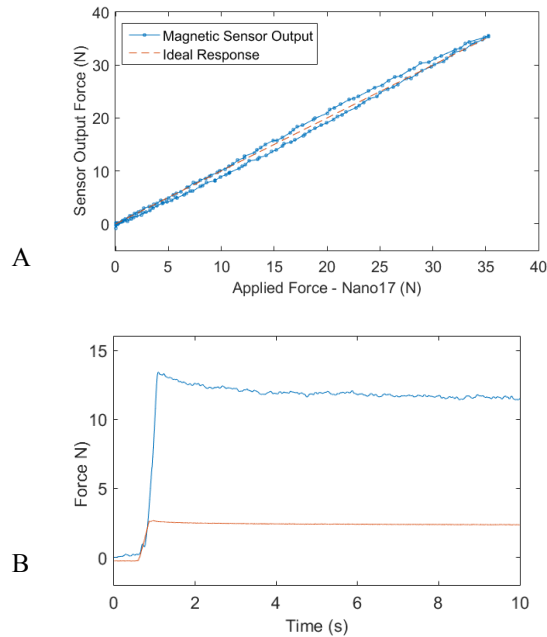 A
Sensor Output Force (N)
40
30
20
10
0
Magnetic Sensor Output
Ideal Response
0 5 10 15 20 25 30 35 40
Applied Force - Nano17 (N)
B
Force N)
15
10
5
0
0 2 4 6 8 10
Time (s)